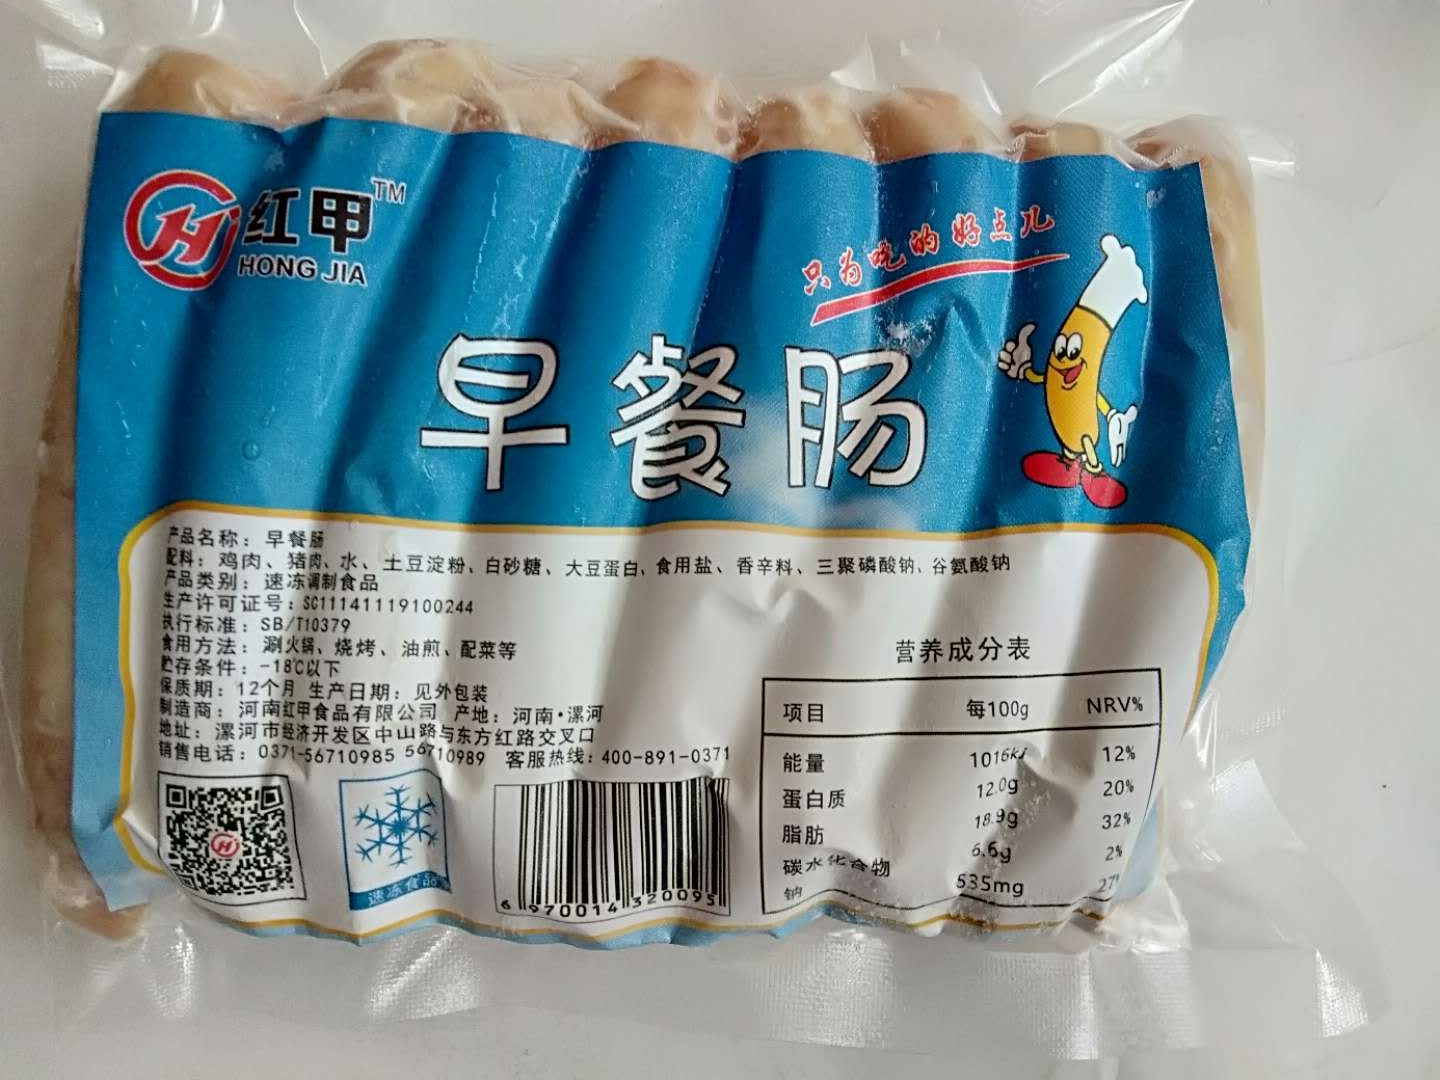 红甲™
HONG JIA
只为吃的好点儿
早餐肠
产品名称：早餐肠
配料：鸡肉、猪肉、水、土豆淀粉、白砂糖、大豆蛋白、食用盐、香辛料、三聚磷酸钠、谷氨酸钠
产品类别：速冻调制食品
生产许可证号：SC11141119100244
执行标准：SB/T10379
食用方法：涮火锅、烧烤、油煎、配菜等
贮存条件：-18℃以下
保质期：12个月 生产日期：见外包装
制造商：河南红甲食品有限公司 产地：河南·漯河
地址：漯河市经济开发区中山路与东方红路交叉口
销售电话：0371-56710985 56710989 客服热线：400-891-0371
速冻食品
6 970014 320095
营养成分表
项目 每100g NRV%
能量 1016kJ 12%
蛋白质 12.0g 20%
脂肪 18.9g 32%
碳水化合物 6.6g 2%
钠 535mg 27%